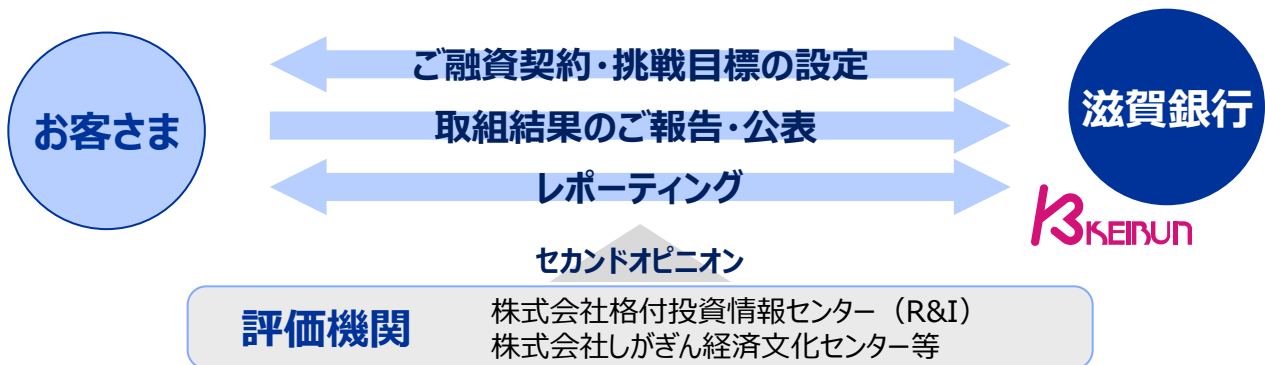 ご融資契約・挑戦目標の設定
お客さま
取組結果のご報告・公表
滋賀銀行
レポーティング
KEIBUN
セカンドオピニオン
評価機関
株式会社格付投資情報センター（R&I）
株式会社しがぎん経済文化センター等